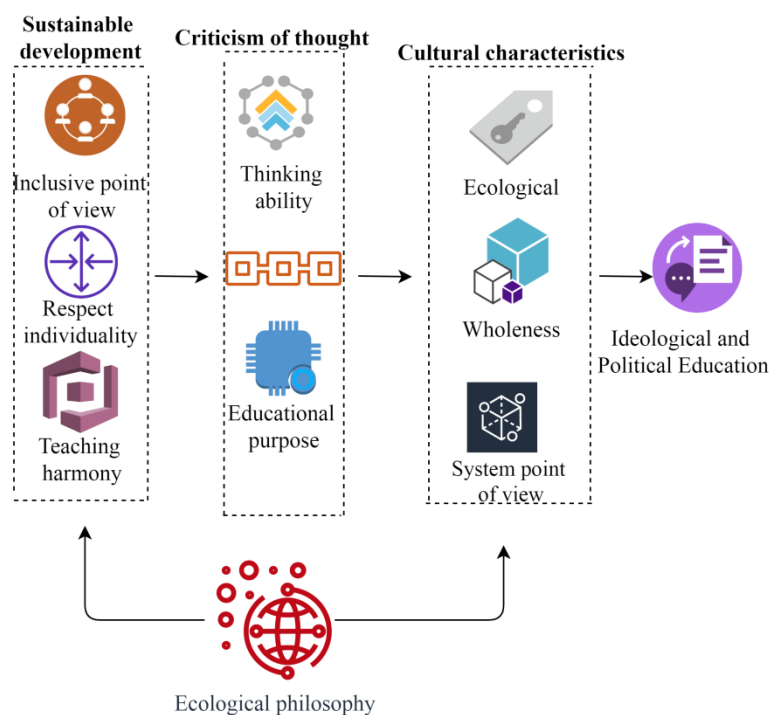 Sustainable
development
Inclusive point
of view
Respect
individuality
Teaching
harmony
Criticism of thought
Thinking
ability
Educational
purpose
Cultural characteristics
Ecological
Wholeness
System point
of view
Ideological and
Political Education
Ecological philosophy